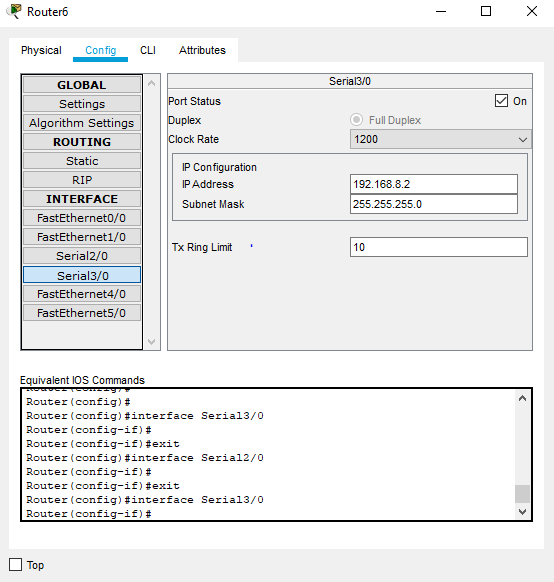 Router6
Physical Config CLI Attributes
GLOBAL
Settings
Algorithm Settings
ROUTING
Static
RIP
INTERFACE
FastEthernet0/0
FastEthernet1/0
Serial2/0
Serial3/0
FastEthernet4/0
FastEthernet5/0
Serial3/0
Port Status On
Duplex Full Duplex
Clock Rate 1200
IP Configuration
IP Address 192.168.8.2
Subnet Mask 255.255.255.0
Tx Ring Limit 10
Equivalent IOS Commands
Router(config)#
Router(config)#
Router(config)#interface Serial3/0
Router(config-if)#
Router(config-if)#exit
Router(config)#interface Serial2/0
Router(config-if)#
Router(config-if)#exit
Router(config)#interface Serial3/0
Router(config-if)#
Top